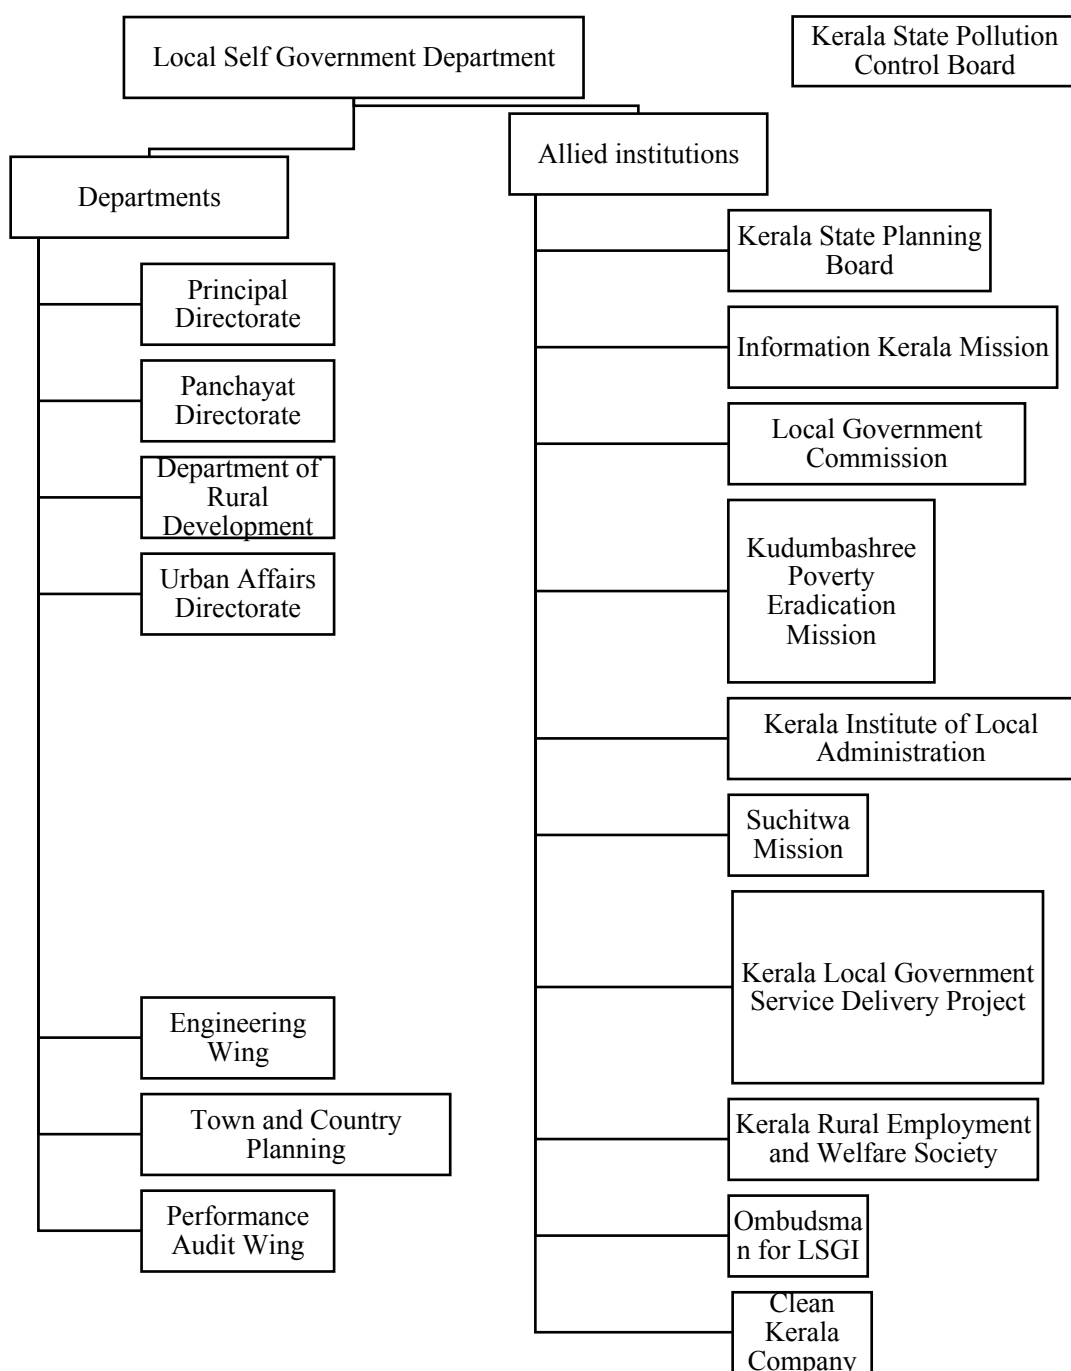 Local Self Government Department
Kerala State Pollution
Control Board
Departments
Allied institutions
Principal
Directorate
Panchayat
Directorate
Department of
Rural
Development
Urban Affairs
Directorate
Engineering
Wing
Town and Country
Planning
Performance
Audit Wing
Kerala State Planning
Board
Information Kerala Mission
Local Government
Commission
Kudumbashree
Poverty
Eradication
Mission
Kerala Institute of Local
Administration
Suchitwa
Mission
Kerala Local Government
Service Delivery Project
Kerala Rural Employment
and Welfare Society
Ombudsma
n for LSGI
Clean
Kerala
Company